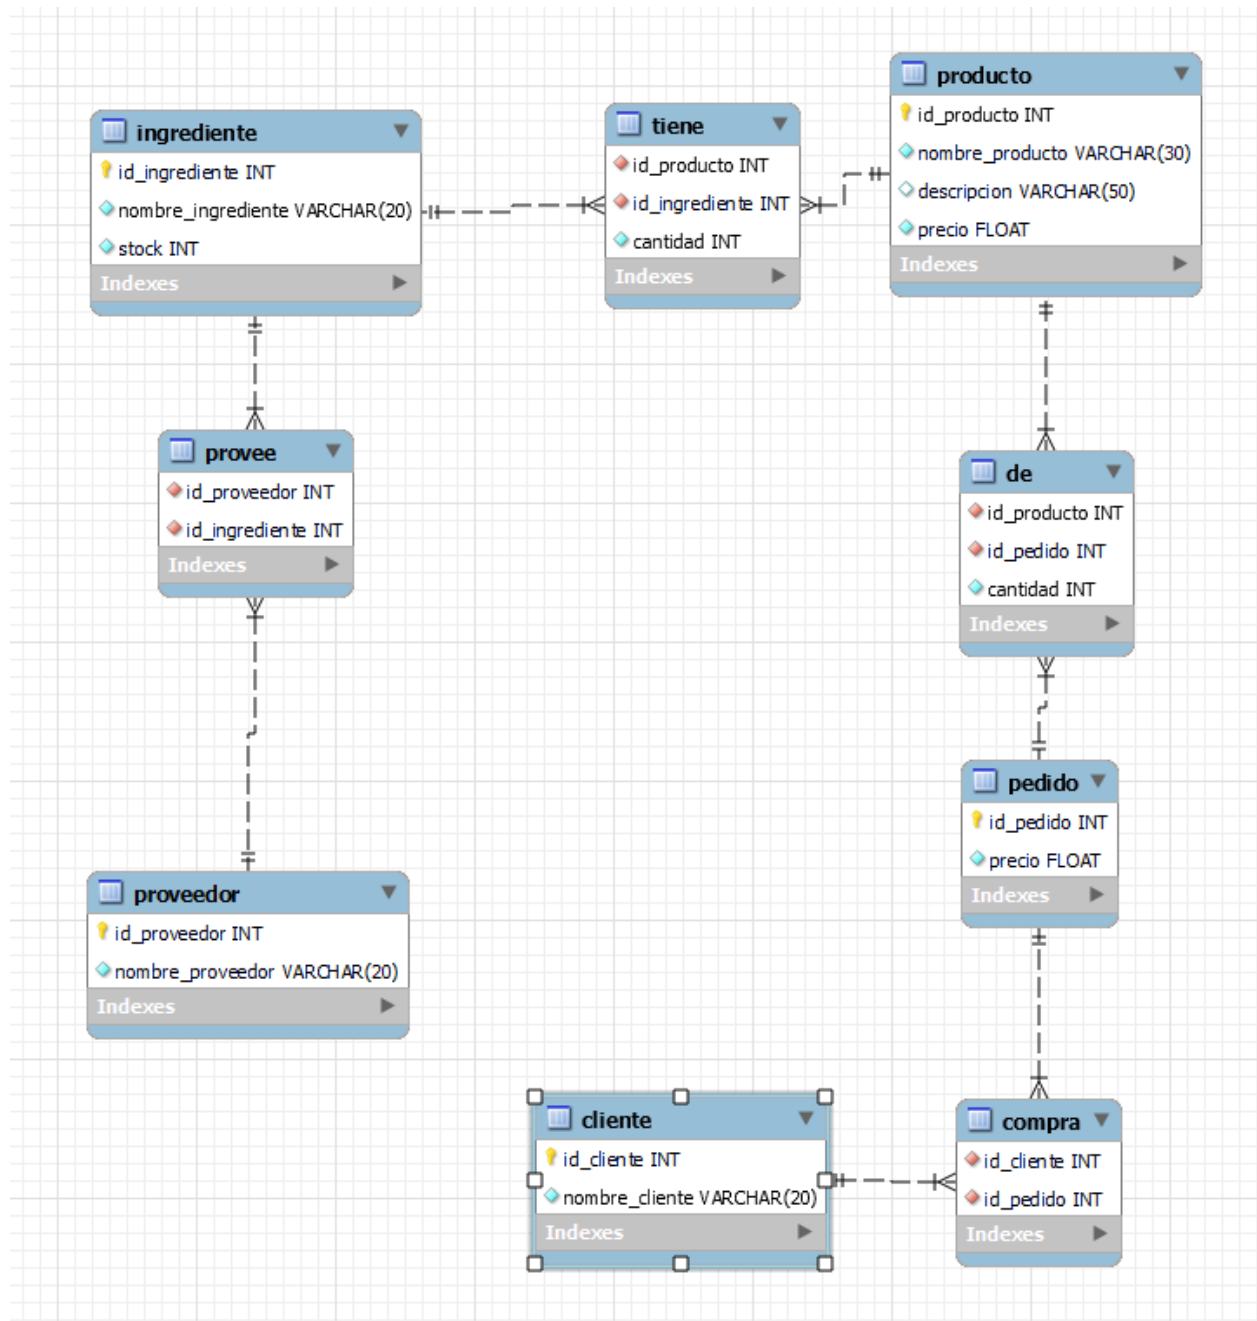 ingrediente
id_ingrediente INT
nombre_ingrediente VARCHAR(20)
stock INT
Indexes
tiene
id_producto INT
id_ingrediente INT
cantidad INT
Indexes
producto
id_producto INT
nombre_producto VARCHAR(30)
descripcion VARCHAR(50)
precio FLOAT
Indexes
provee
id_proveedor INT
id_ingrediente INT
Indexes
de
id_producto INT
id_pedido INT
cantidad INT
Indexes
pedido
id_pedido INT
precio FLOAT
Indexes
proveedor
id_proveedor INT
nombre_proveedor VARCHAR(20)
Indexes
cliente
id_cliente INT
nombre_cliente VARCHAR(20)
Indexes
compra
id_cliente INT
id_pedido INT
Indexes